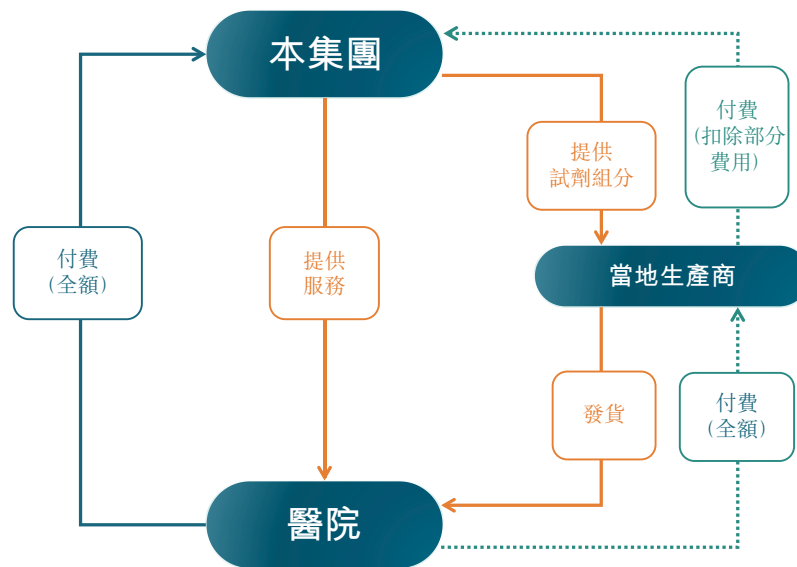 本集團
付費
(扣除部分
費用)
提供
試劑組分
付費
(全額)
提供
服務
當地生產商
發貨
付費
(全額)
醫院